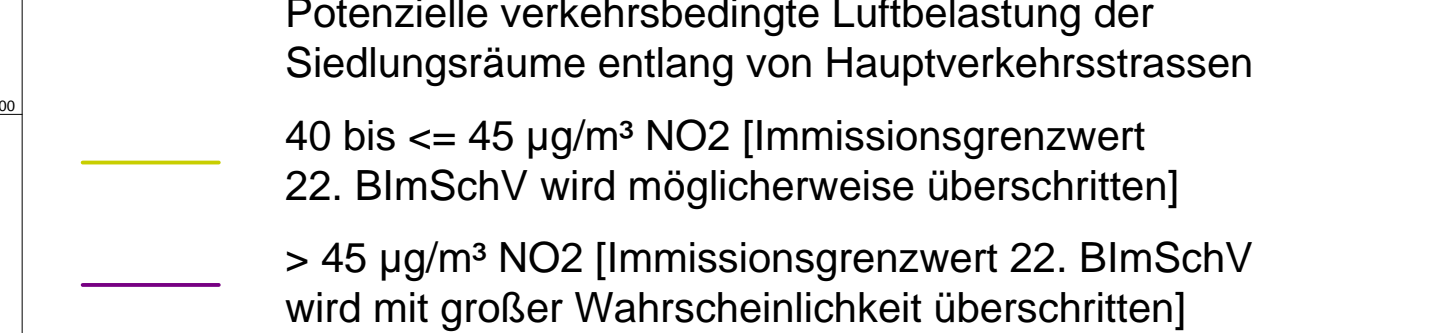 Potenzielle verkehrsbedingte Luftbelastung der
Siedlungsräume entlang von Hauptverkehrsstrassen
00
40 bis <= 45 µg/m³ NO2 [Immissionsgrenzwert
22. BImSchV wird möglicherweise überschritten]
> 45 µg/m³ NO2 [Immissionsgrenzwert 22. BImSchV
wird mit großer Wahrscheinlichkeit überschritten]